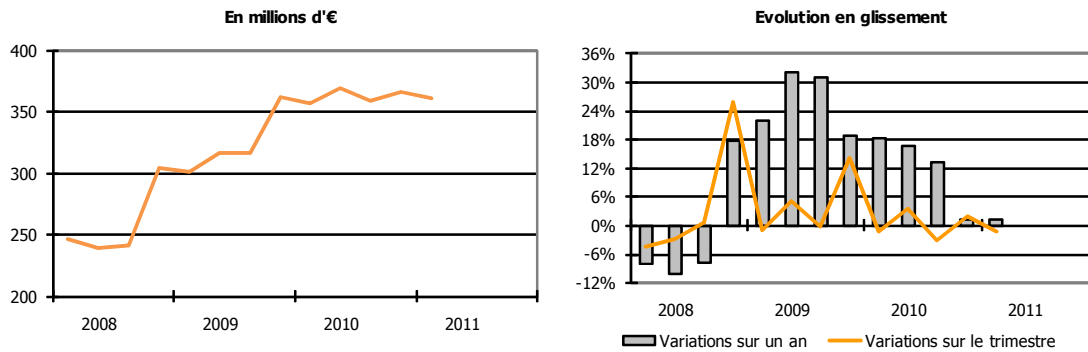 En millions d'€
400
350
300
250
200
2008 2009 2010 2011
Evolution en glissement
36%
30%
24%
18%
12%
6%
0%
-6%
-12%
2008 2009 2010 2011
Variations sur un an Variations sur le trimestre